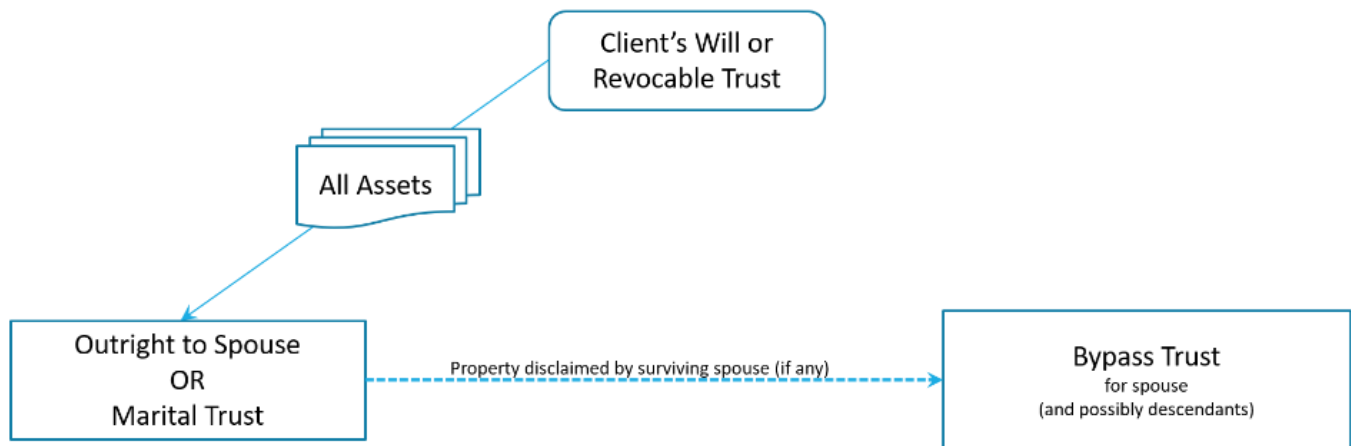 Client’s Will or
Revocable Trust
All Assets
Outright to Spouse
OR
Marital Trust
Property disclaimed by surviving spouse (if any)
Bypass Trust
for spouse
(and possibly descendants)